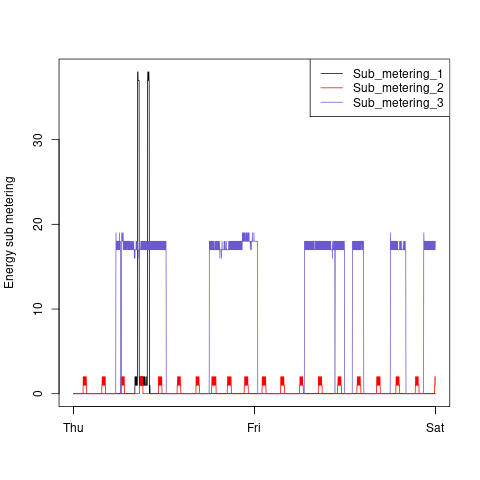 Sub_metering_1
Sub_metering_2
Sub_metering_3
Energy sub metering
30
20
10
0
Thu Fri Sat